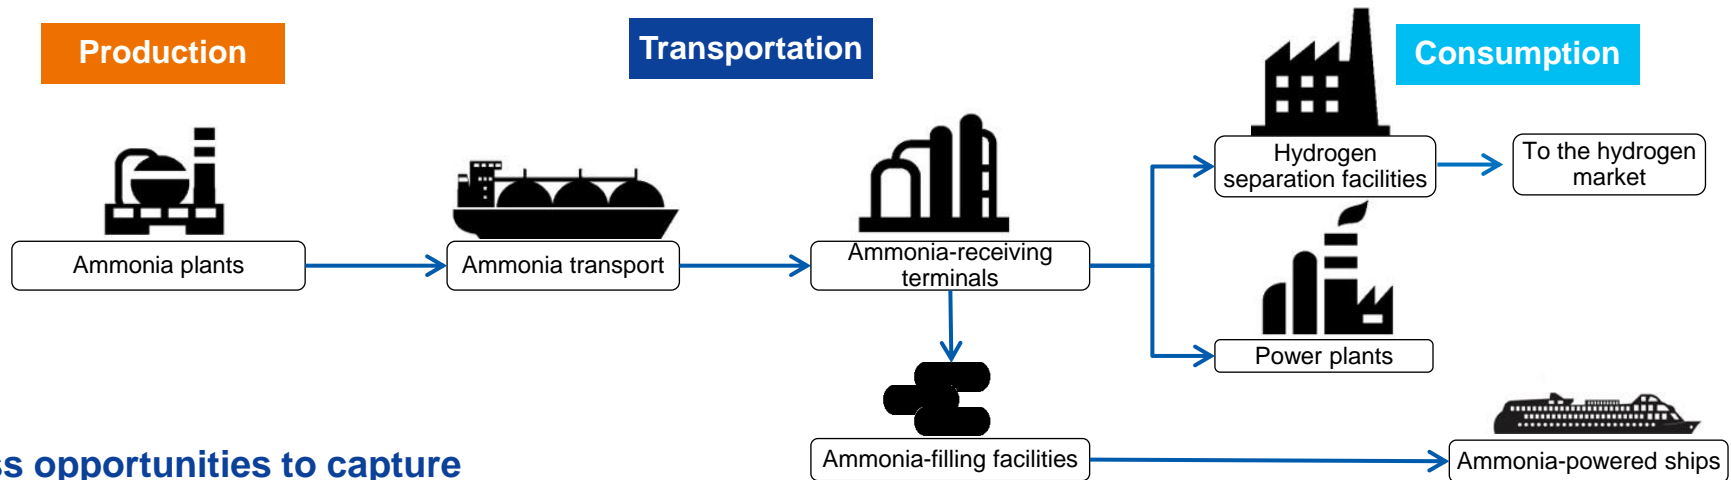 Production
Transportation
Consumption
Ammonia plants
Ammonia transport
Ammonia-receiving
terminals
Hydrogen
separation facilities
To the hydrogen
market
Power plants
Ammonia-filling facilities
Ammonia-powered ships
opportunities to capture